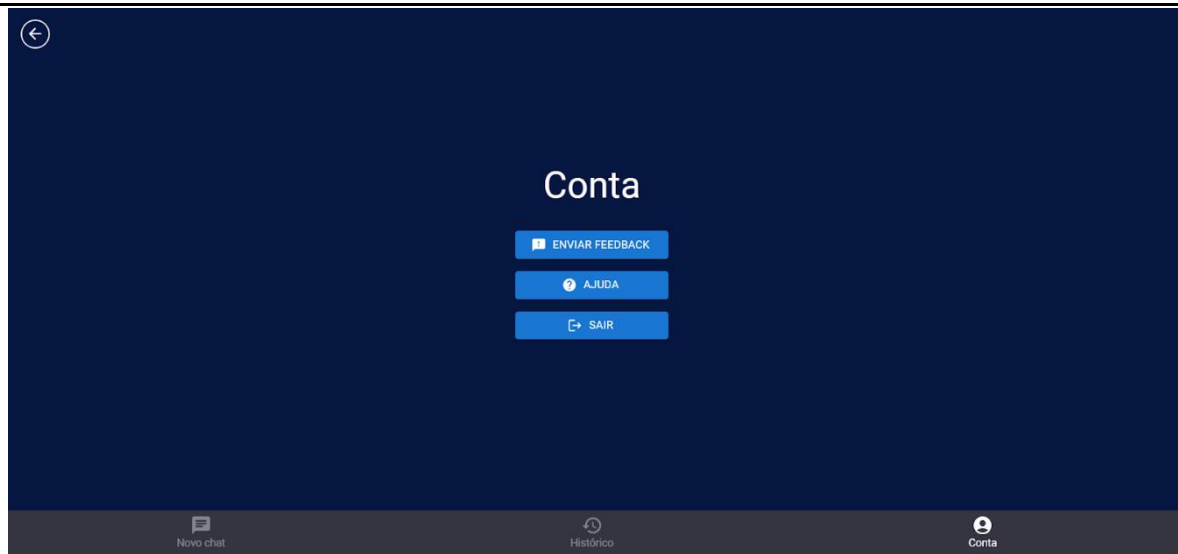 Conta
ENVIAR FEEDBACK
AJUDA
SAIR
Novo chat
Histórico
Conta